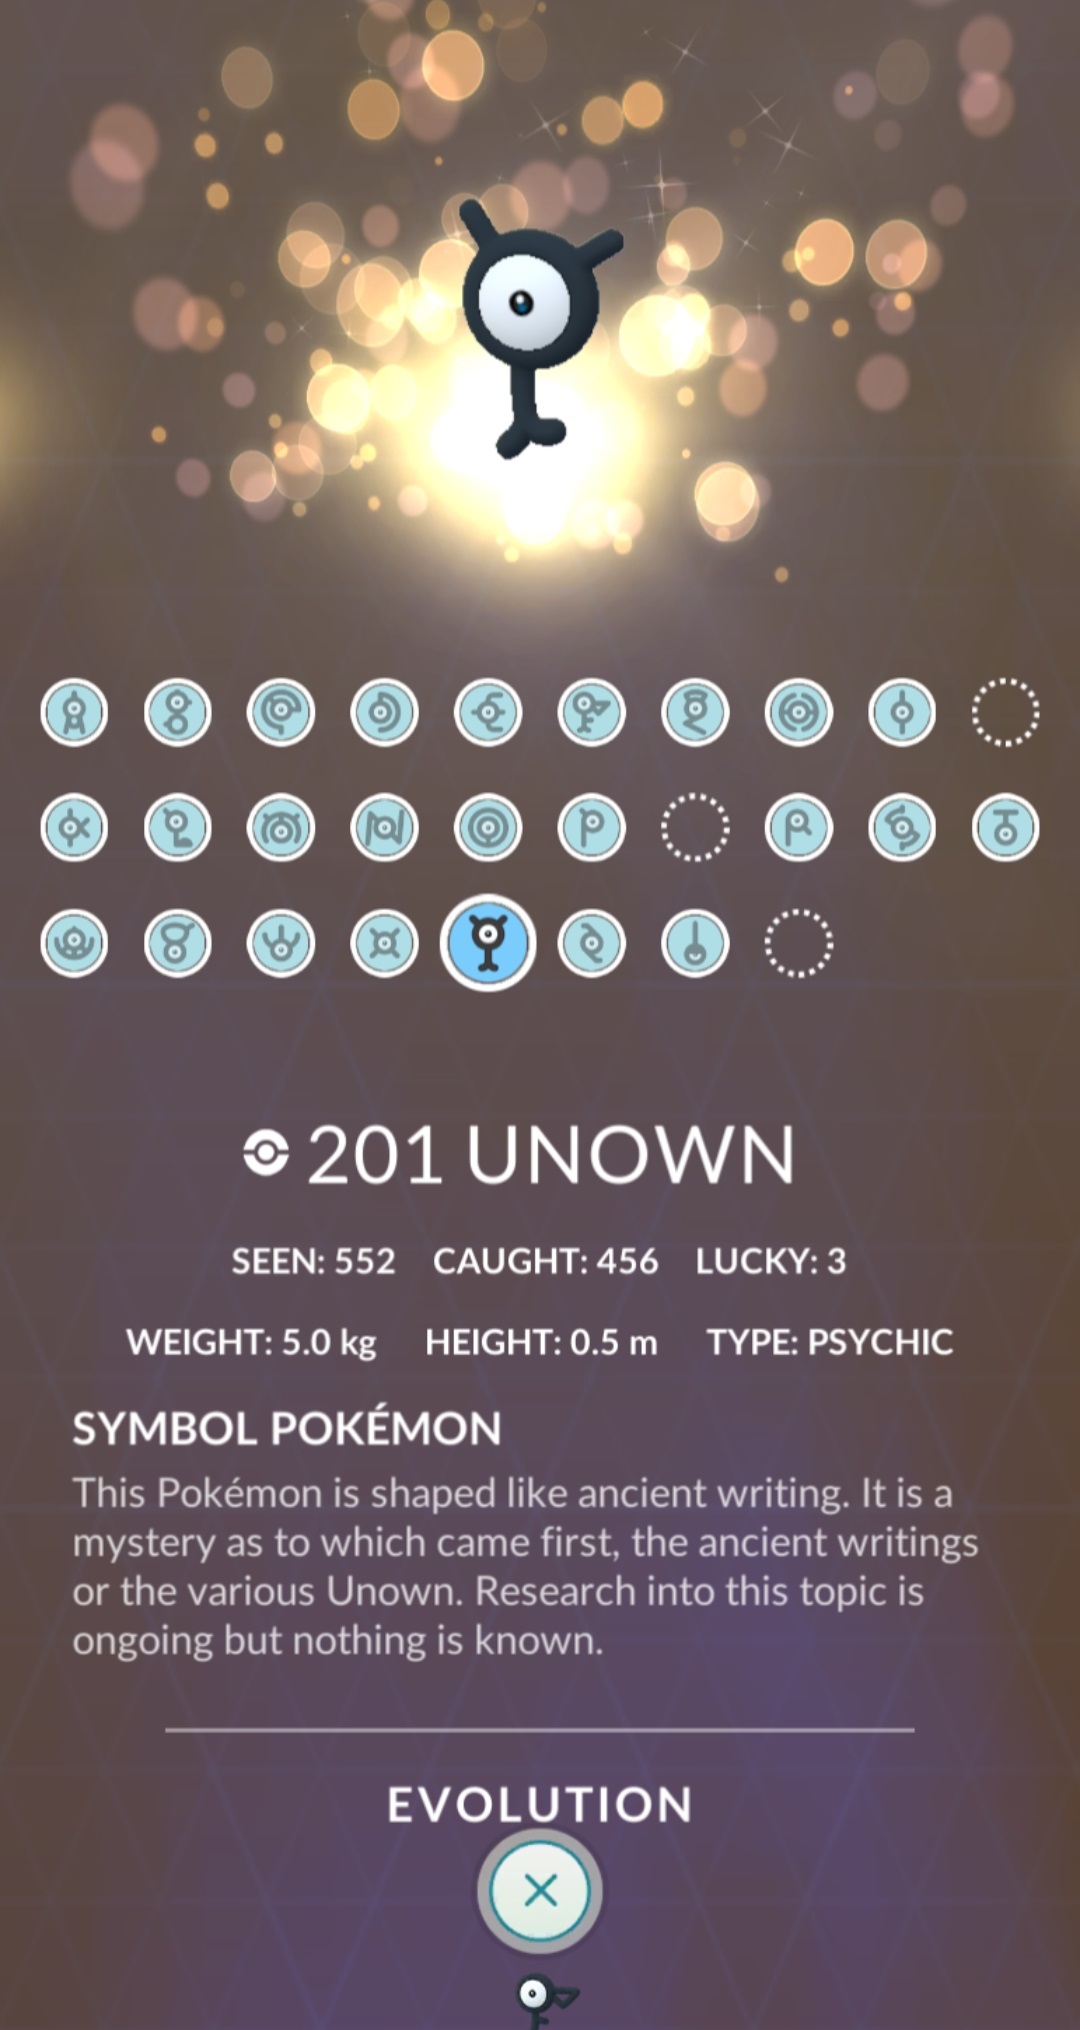 201 UNOWN
SEEN: 552 CAUGHT: 456 LUCKY: 3
WEIGHT: 5.0 kg HEIGHT: 0.5 m TYPE: PSYCHIC
SYMBOL POKÉMON
This Pokémon is shaped like ancient writing. It is a
mystery as to which came first, the ancient writings
or the various Unown. Research into this topic is
ongoing but nothing is known.
EVOLUTION